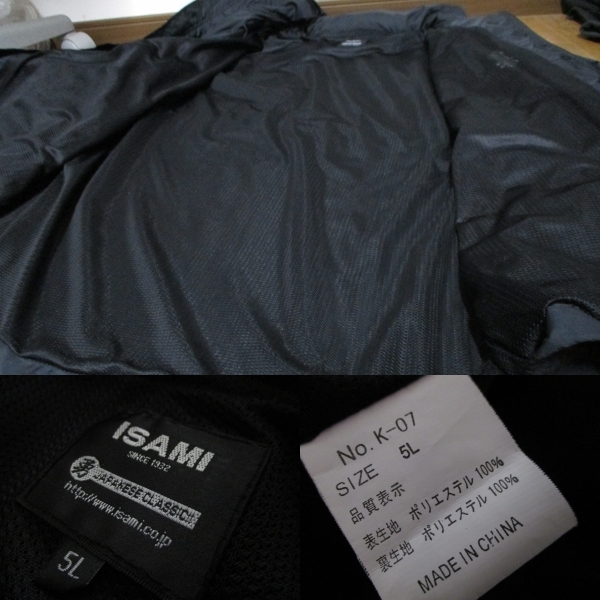 ISAMI
SINCE 1932
勇 JAPANESE CLASSIC!!
http://www.isami.co.jp
5L
No. K-07
SIZE 5L
品質表示
表生地 ポリエステル 100%
裏生地 ポリエステル 100%
MADE IN CHINA